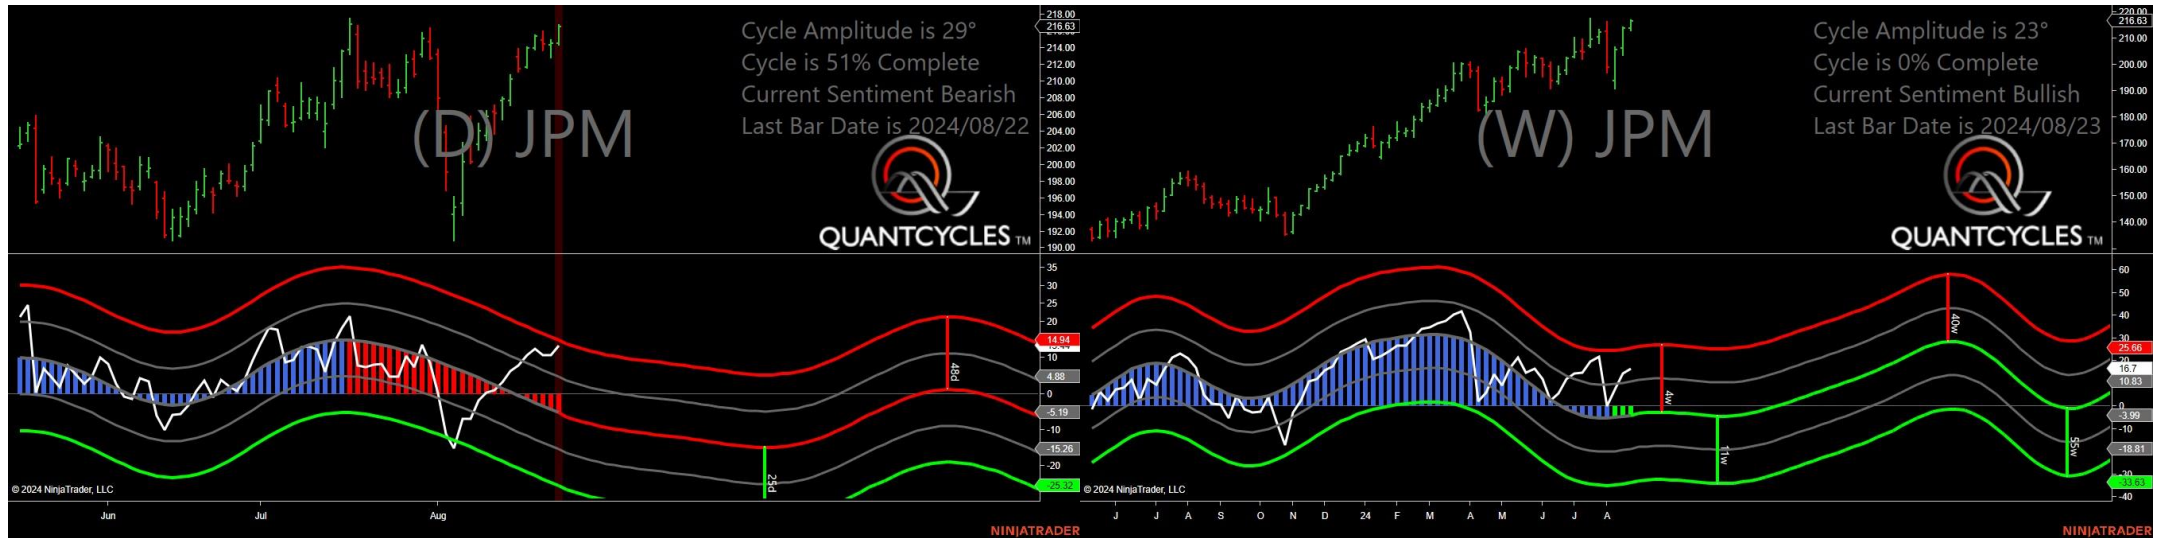 Cycle Amplitude is 29°
Cycle is 51% Complete
Current Sentiment Bearish
Last Bar Date is 2024/08/22
(D) JPM
QUANTCYCLES TM
218.00
216.63
214.00
212.00
210.00
208.00
206.00
204.00
202.00
200.00
198.00
196.00
194.00
192.00
190.00
35
30
25
20
14.94
10
4.88
0
-5.19
-10
-15.26
-20
-25.32
48d
25d
© 2024 NinjaTrader, LLC
Jun
Jul
Aug
NINJATRADER
Cycle Amplitude is 23°
Cycle is 0% Complete
Current Sentiment Bullish
Last Bar Date is 2024/08/23
(W) JPM
QUANTCYCLES TM
220.00
216.63
210.00
200.00
190.00
180.00
170.00
160.00
150.00
140.00
60
50
40
30
25.66
20
16.7
10.83
0
-3.99
-10
-18.81
-30
-33.63
-40
4w
11w
40w
55w
© 2024 NinjaTrader, LLC
J J A S O N D 24 F M A M J J A
NINJATRADER